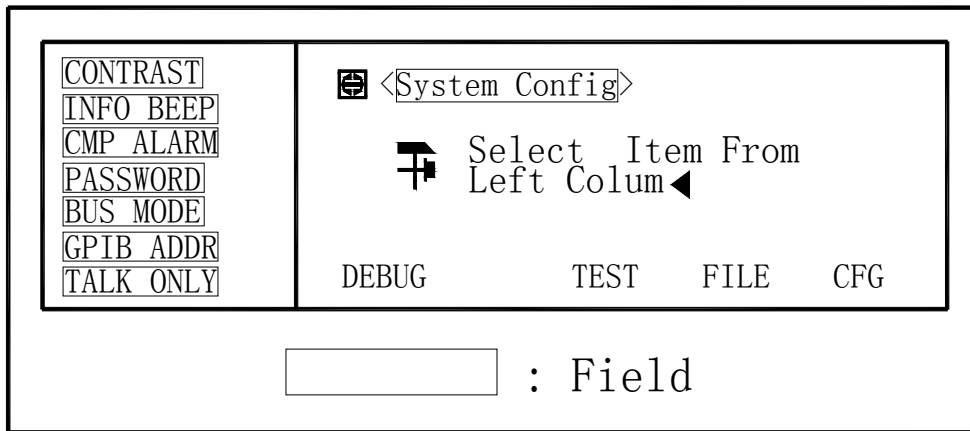 CONTRAST
INFO BEEP
CMP ALARM
PASSWORD
BUS MODE
GPIB ADDR
TALK ONLY
<System Config>
Select Item From
Left Colum
DEBUG TEST FILE CFG
: Field